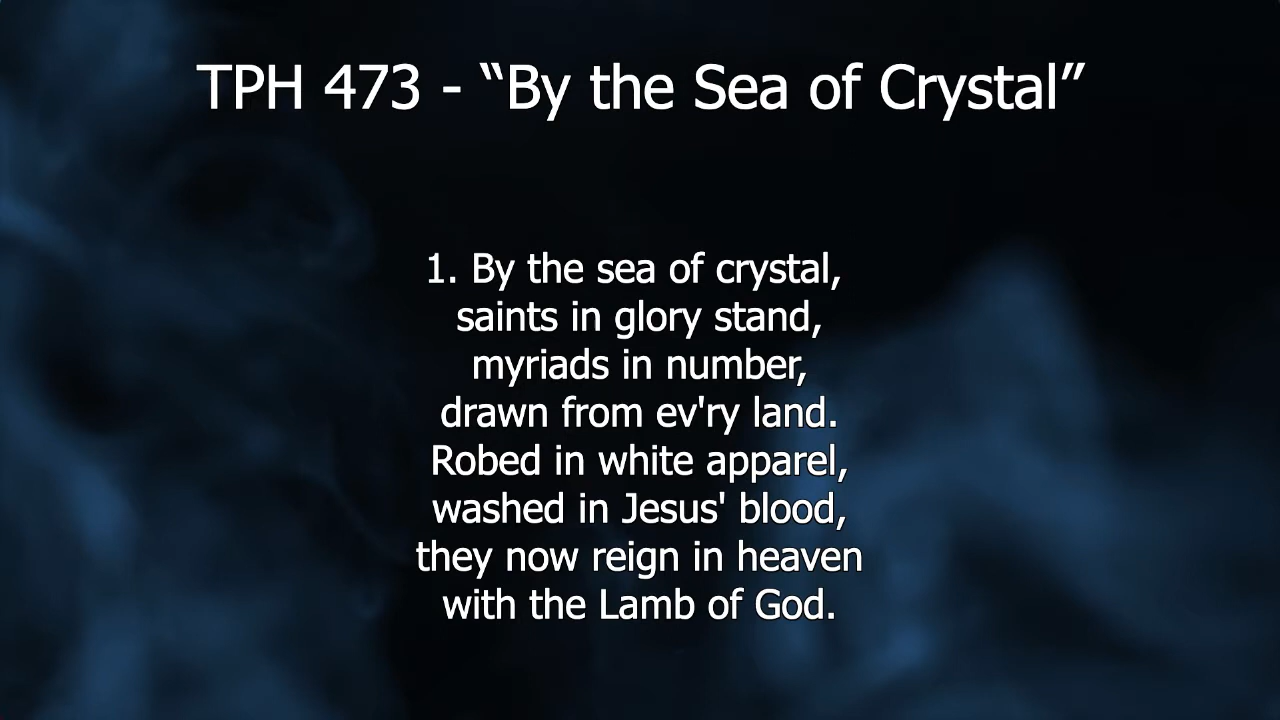 TPH 473 - “By the Sea of Crystal”
1. By the sea of crystal,
saints in glory stand,
myriads in number,
drawn from ev'ry land.
Robed in white apparel,
washed in Jesus' blood,
they now reign in heaven
with the Lamb of God.